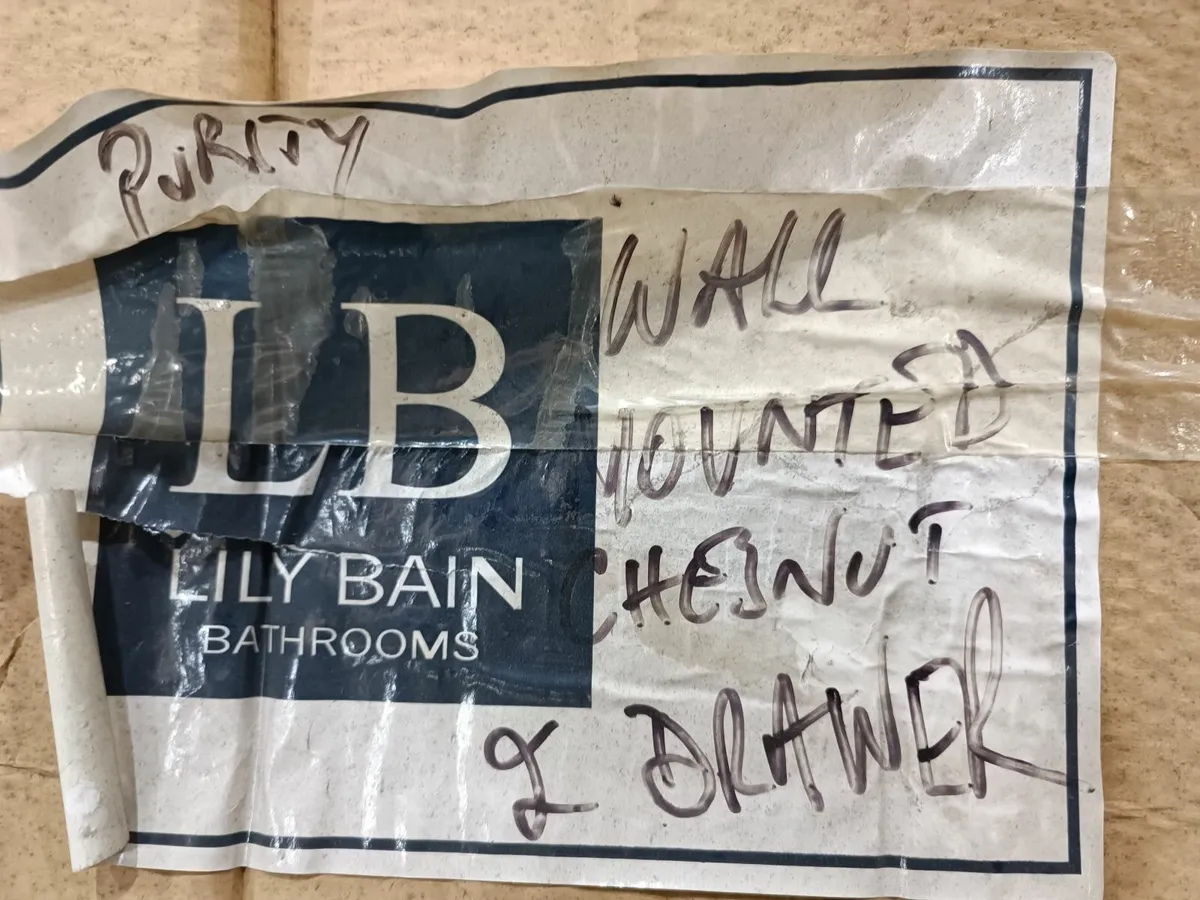 PURITY
LB
LILY BAIN
BATHROOMS
WALL
MOUNTED
CHESNUT
2 DRAWER